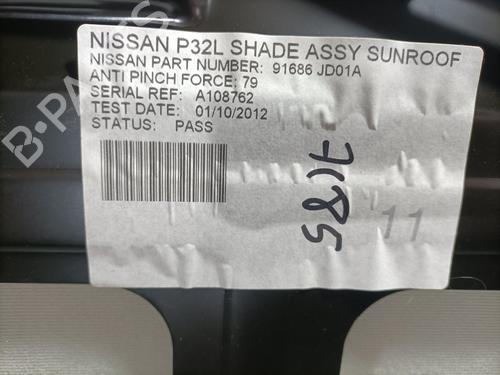 NISSAN P32L SHADE ASSY SUNROOF
NISSAN PART NUMBER: 91686 JD01A
ANTI PINCH FORCE: 79
SERIAL REF: A108762
TEST DATE: 01/10/2012
STATUS: PASS
11
B-PARTS